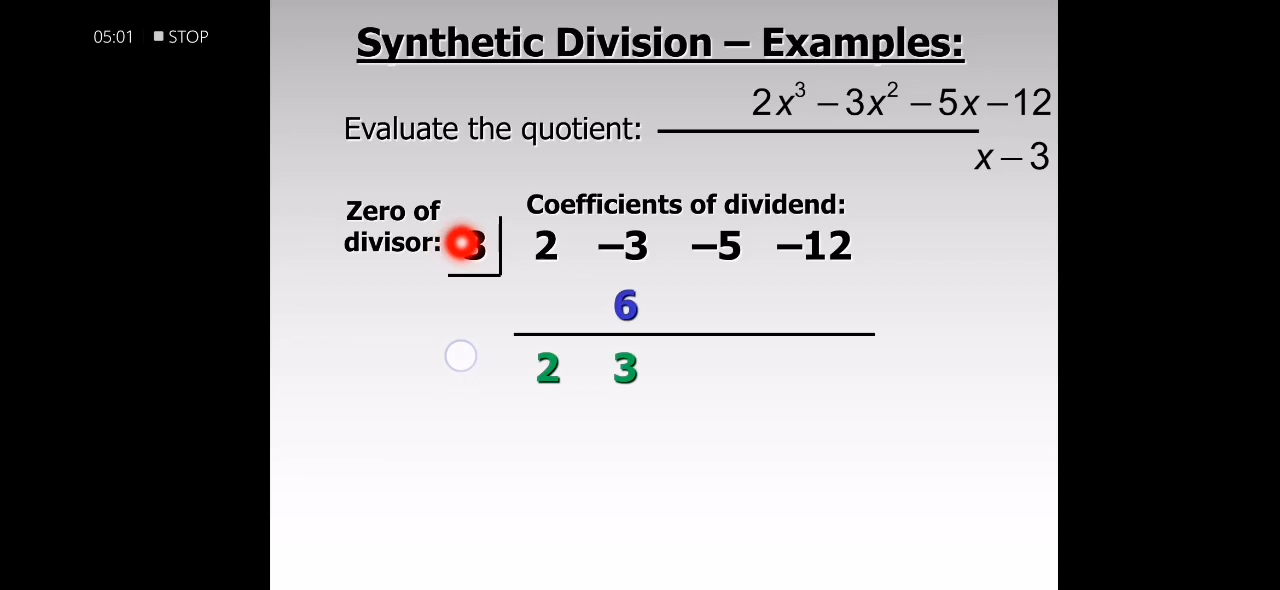 05:01 STOP
Synthetic Division – Examples:
Evaluate the quotient:
2x³ – 3x² – 5x – 12
x – 3
Zero of divisor:
Coefficients of dividend:
3 2 –3 –5 –12
6
2 3